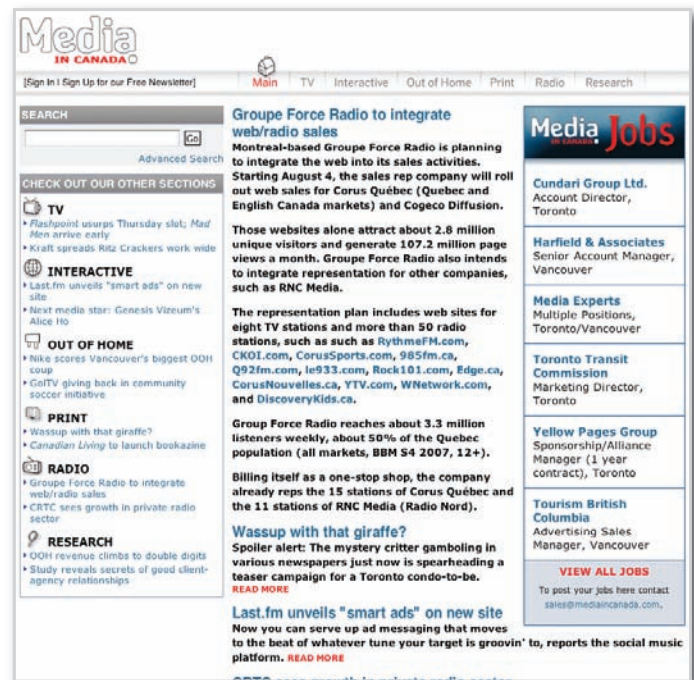 Media
IN CANADA
[Sign In I Sign Up for our Free Newsletter]
Main
TV
Interactive
Out of Home
Print
Radio
Research
SEARCH
Go
Advanced Search
CHECK OUT OUR OTHER SECTIONS
TV
Flashpoint usurps Thursday slot; Mad
Men arrive early
Kraft spreads Ritz Crackers work wide
INTERACTIVE
Last.fm unveils "smart ads" on new
site
Next media star: Genesis Vizeum's
Alice Ho
OUT OF HOME
Nike scores Vancouver's biggest OOH
coup
GolTV giving back in community
soccer initiative
PRINT
Wassup with that giraffe?
Canadian Living to launch bookazine
RADIO
Groupe Force Radio to integrate
web/radio sales
CRTC sees growth in private radio
sector
RESEARCH
OOH revenue climbs to double digits
Study reveals secrets of good client-
agency relationships
Groupe Force Radio to integrate
web/radio sales
Montreal-based Groupe Force Radio is planning
to integrate the web into its sales activities.
Starting August 4, the sales rep company will roll
out web sales for Corus Québec (Quebec and
English Canada markets) and Cogeco Diffusion.
Those websites alone attract about 2.8 million
unique visitors and generate 107.2 million page
views a month. Groupe Force Radio also intends
to integrate representation for other companies,
such as RNC Media.
The representation plan includes web sites for
eight TV stations and more than 50 radio
stations, such as such as RythmeFM.com,
CKOI.com, CorusSports.com, 985fm.ca,
Q92fm.com, le933.com, Rock101.com, Edge.ca,
CorusNouvelles.ca, YTV.com, WNetwork.com,
and DiscoveryKids.ca.
Group Force Radio reaches about 3.3 million
listeners weekly, about 50% of the Quebec
population (all markets, BBM S4 2007, 12+).
Billing itself as a one-stop shop, the company
already reps the 15 stations of Corus Québec and
the 11 stations of RNC Media (Radio Nord).
Wassup with that giraffe?
Spoiler alert: The mystery critter gamboling in
various newspapers just now is spearheading a
teaser campaign for a Toronto condo-to-be.
READ MORE
Last.fm unveils "smart ads" on new site
Now you can serve up ad messaging that moves
to the beat of whatever tune your target is groovin' to, reports the social music
platform. READ MORE
CRTC sees growth in private radio sector
Media Jobs
IN CANADA
Cundari Group Ltd.
Account Director,
Toronto
Harfield & Associates
Senior Account Manager,
Vancouver
Media Experts
Multiple Positions,
Toronto/Vancouver
Toronto Transit
Commission
Marketing Director,
Toronto
Yellow Pages Group
Sponsorship/Alliance
Manager (1 year
contract), Toronto
Tourism British
Columbia
Advertising Sales
Manager, Vancouver
VIEW ALL JOBS
To post your jobs here contact
sales@mediaincanada.com.